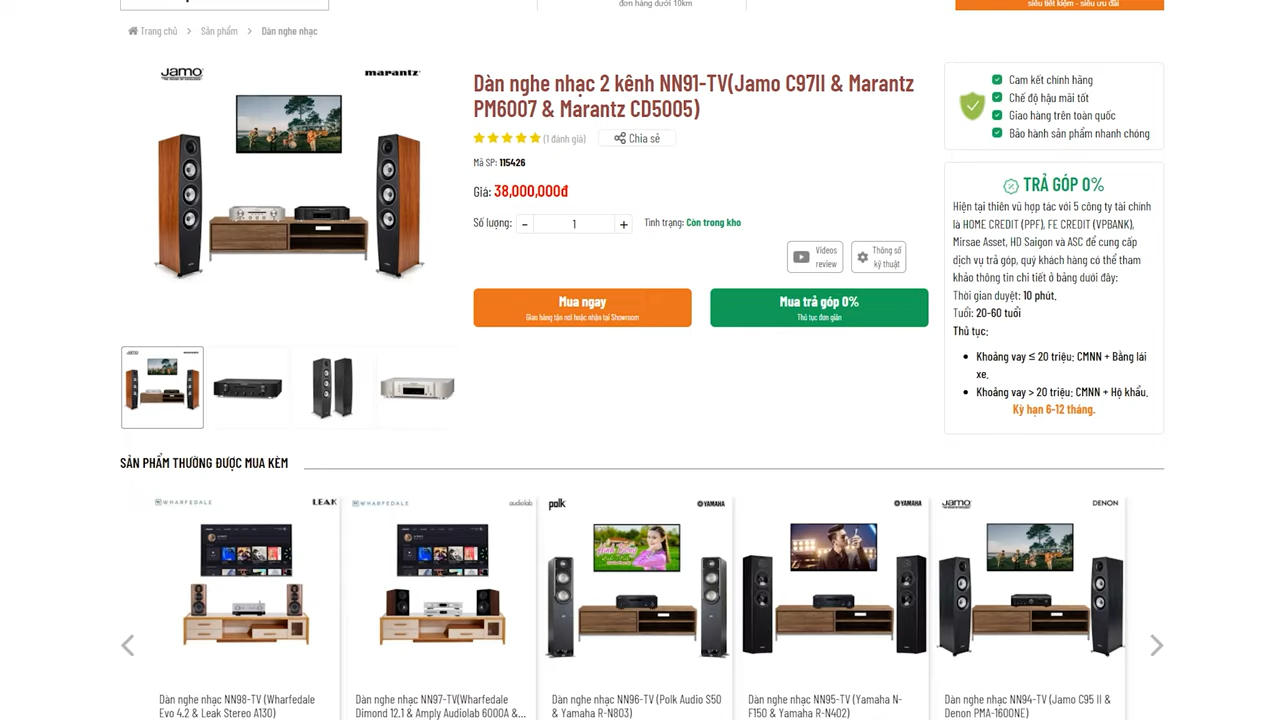 đơn hàng dưới 10km
siêu tiết kiệm - siêu ưu đãi
Trang chủ > Sản phẩm > Dàn nghe nhạc
JAMO
marantz
Dàn nghe nhạc 2 kênh NN91-TV(Jamo C97II & Marantz
PM6007 & Marantz CD5005)
(1 đánh giá)
Chia sẻ
Mã SP: 115426
Giá: 38,000,000đ
Số lượng: - 1 + Tình trạng: Còn trong kho
Videos
review
Thông số
kỹ thuật
Mua ngay
Giao hàng tận nơi hoặc nhận tại Showroom
Mua trả góp 0%
Thủ tục đơn giản
Cam kết chính hãng
Chế độ hậu mãi tốt
Giao hàng trên toàn quốc
Bảo hành sản phẩm nhanh chóng
TRẢ GÓP 0%
Hiện tại thiên vũ hợp tác với 5 công ty tài chính
là HOME CREDIT (PPF), FE CREDIT (VPBANK),
Mirsae Asset, HD Saigon và ASC để cung cấp
dịch vụ trả góp, quý khách hàng có thể tham
khảo thông tin chi tiết ở bảng dưới đây:
Thời gian duyệt: 10 phút.
Tuổi: 20-60 tuổi
Thủ tục:
Khoảng vay ≤ 20 triệu: CMNN + Bằng lái
xe.
Khoảng vay > 20 triệu: CMNN + Hộ khẩu.
Kỳ hạn 6-12 tháng.
SẢN PHẨM THƯỜNG ĐƯỢC MUA KÈM
WHARFEDALE
LEAK
WHARFEDALE
audiolab
polk
YAMAHA
YAMAHA
JAMO
DENON
Dàn nghe nhạc NN98-TV (Wharfedale
Evo 4.2 & Leak Stereo A130)
Dàn nghe nhạc NN97-TV(Wharfedale
Dimond 12.1 & Amply Audiolab 6000A &...
Dàn nghe nhạc NN96-TV (Polk Audio S50
& Yamaha R-N803)
Dàn nghe nhạc NN95-TV (Yamaha N-
F150 & Yamaha R-N402)
Dàn nghe nhạc NN94-TV (Jamo C95 II &
Denon PMA-1600NE)